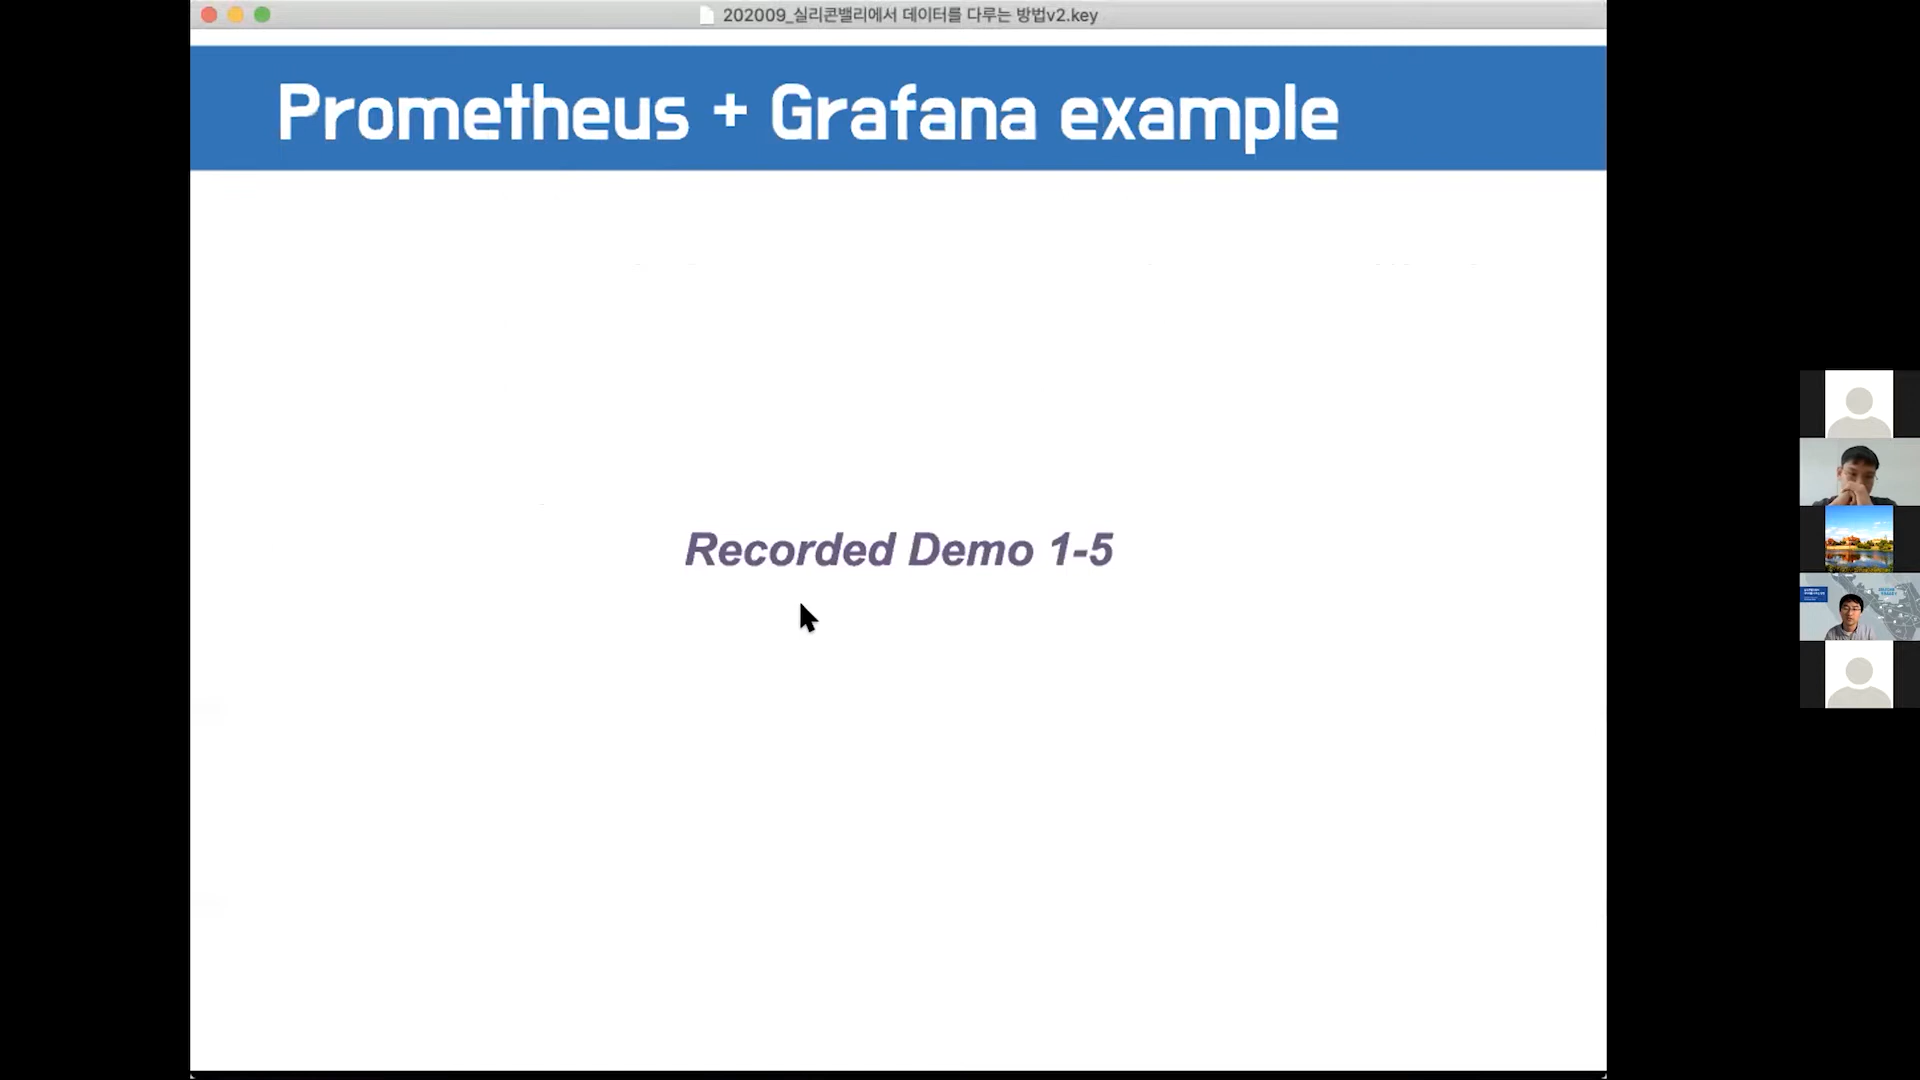 202009_실리콘밸리에서 데이터를 다루는 방법v2.key
Prometheus + Grafana example
Recorded Demo 1-5